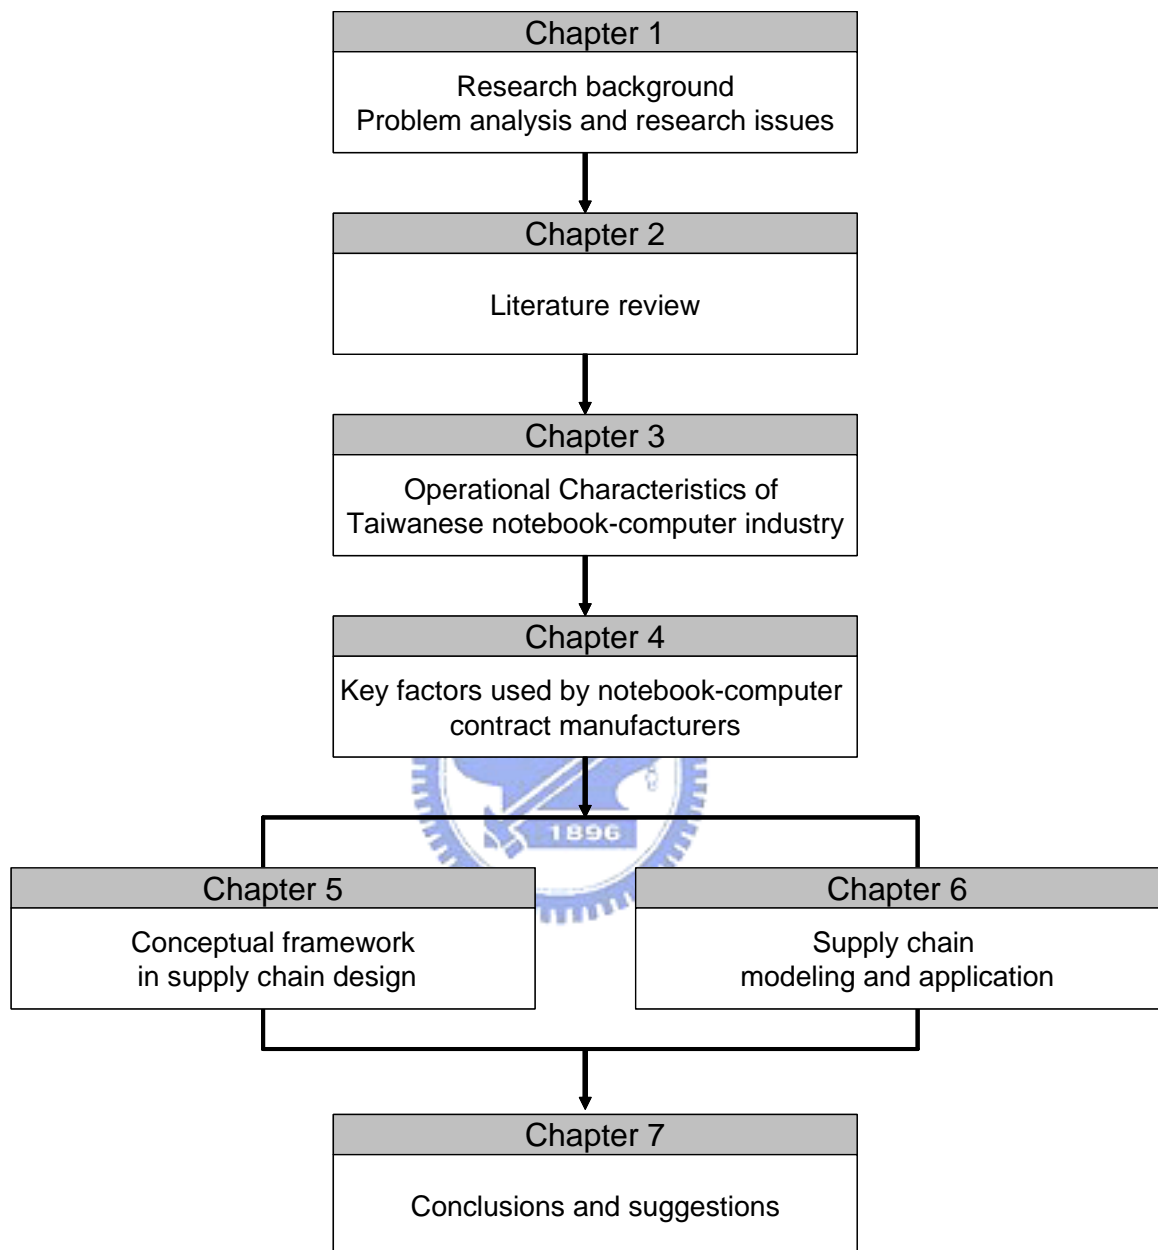 Chapter 1
Research background
Problem analysis and research issues
Chapter 2
Literature review
Chapter 3
Operational Characteristics of
Taiwanese notebook-computer industry
Chapter 4
Key factors used by notebook-computer
contract manufacturers
1896
Chapter 5
Conceptual framework
in supply chain design
Chapter 6
Supply chain
modeling and application
Chapter 7
Conclusions and suggestions